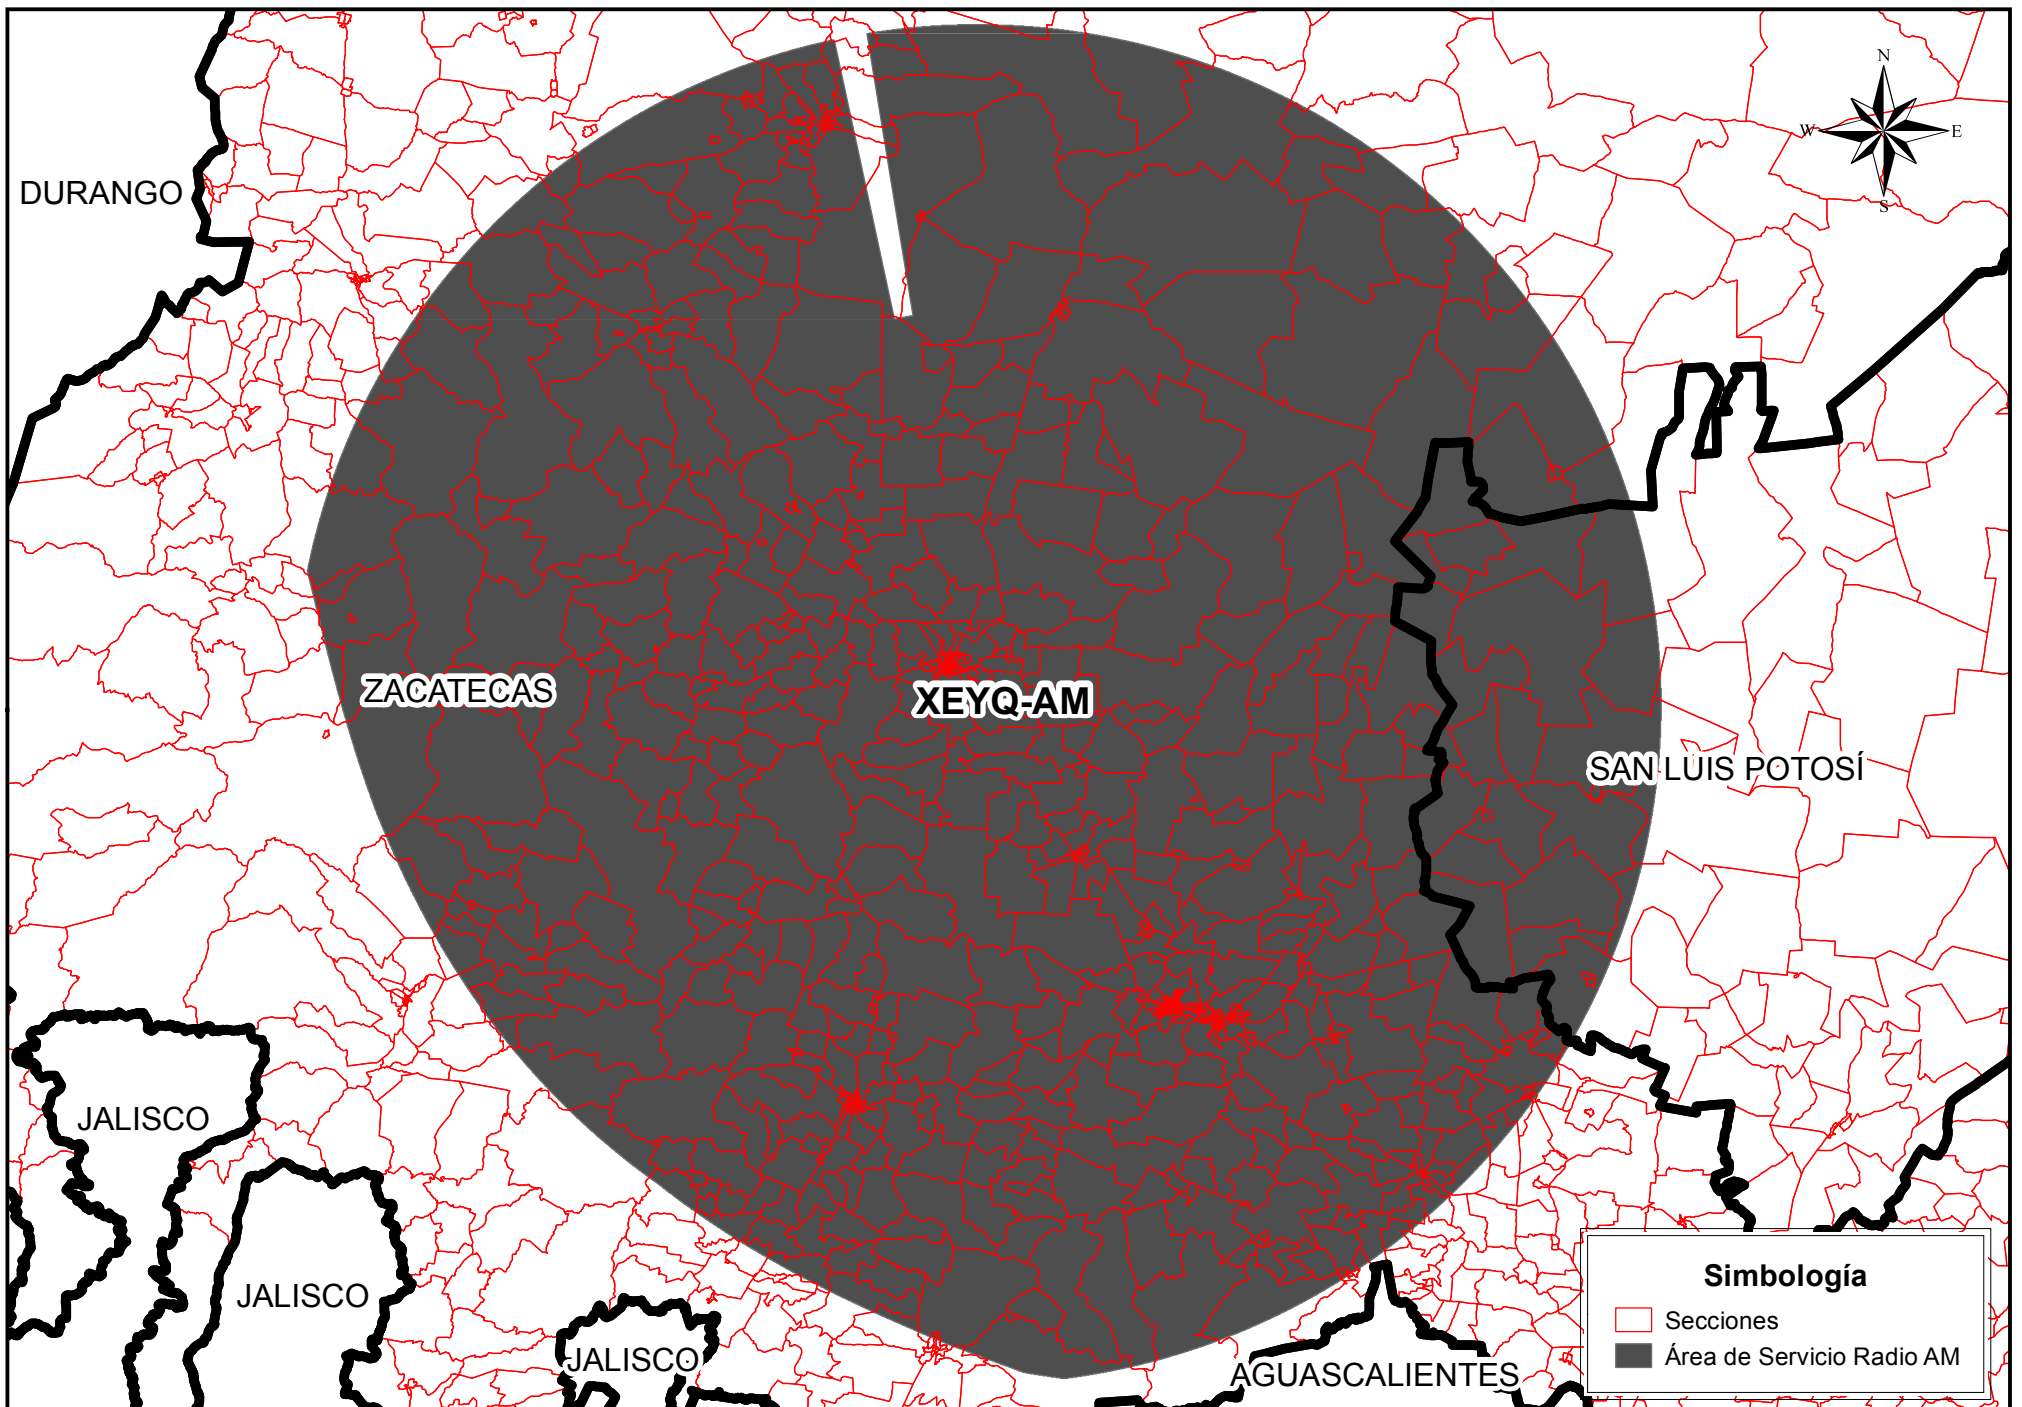 N
W
E
S
DURANGO
ZACATECAS
XEYQ-AM
SAN LUIS POTOSÍ
JALISCO
JALISCO
JALISCO
AGUASCALIENTES
Simbología
Secciones
Área de Servicio Radio AM